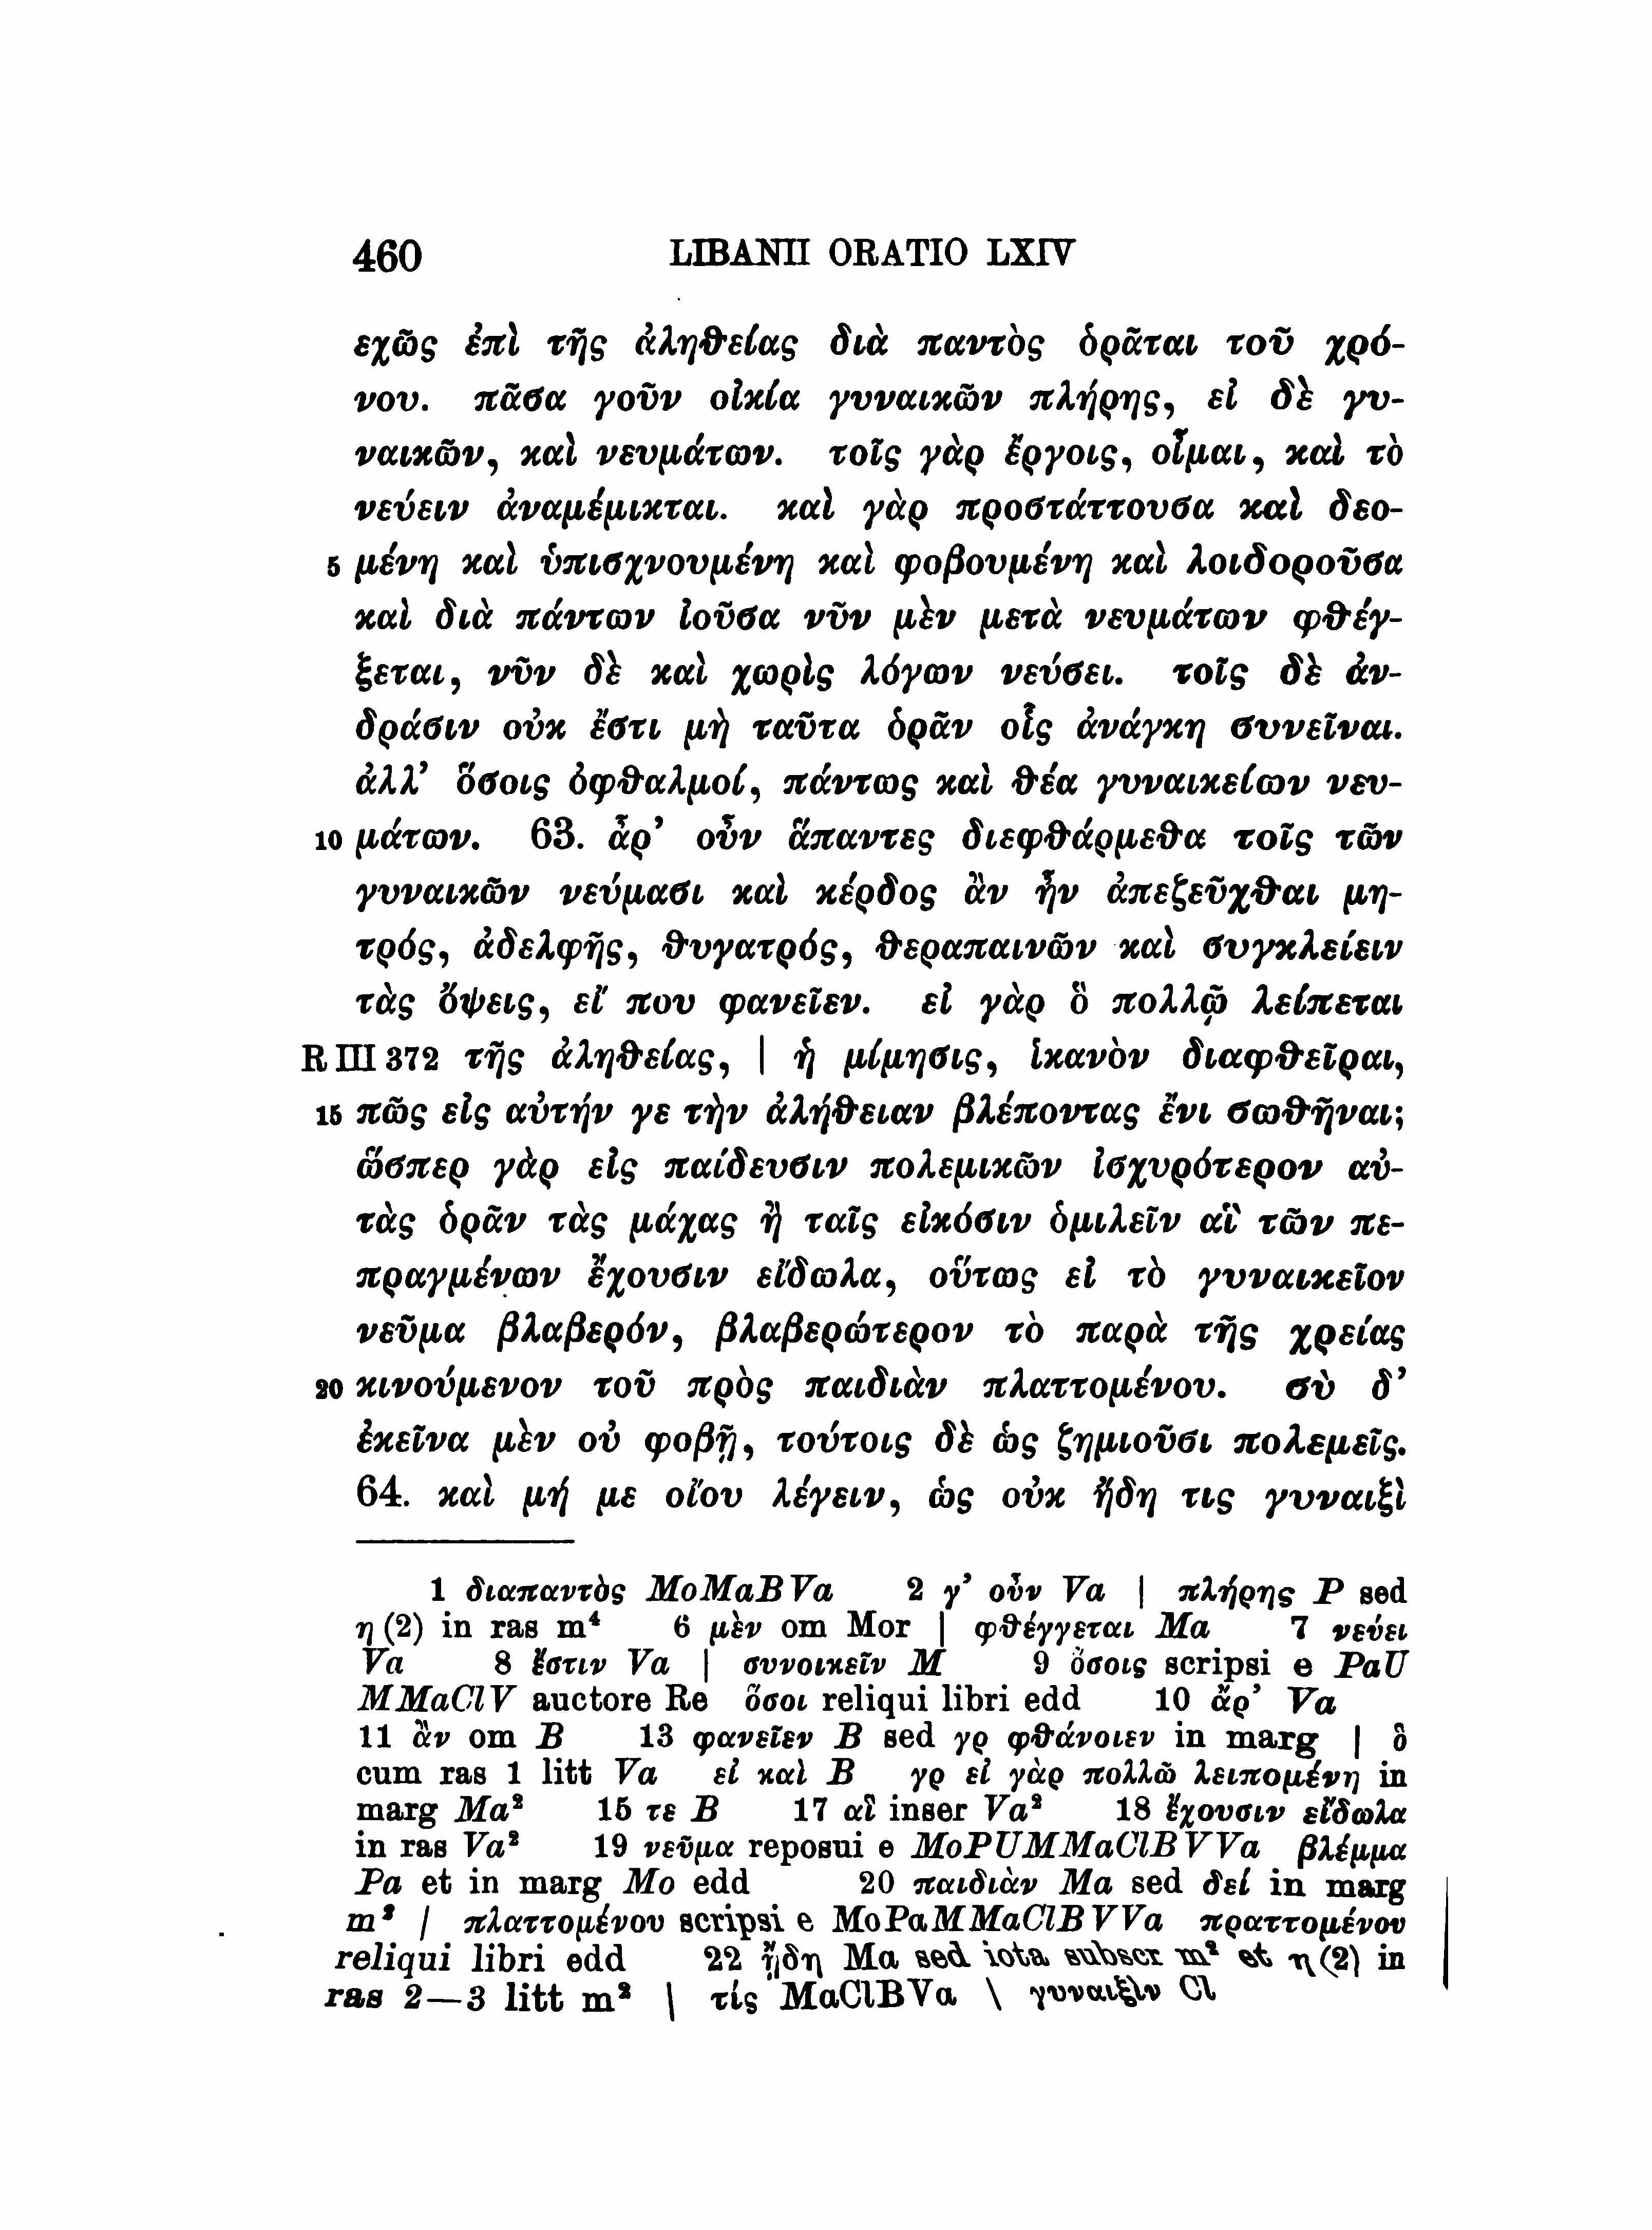 460 LIBANII ORATIO LXIV
εχῶς ἐπὶ τῆς ἀληθείας διὰ παντὸς ὁρᾶται τοῦ χρό-
νου. πᾶσα γοῦν οἰκία γυναικῶν πλήρης, εἰ δὲ γυ-
ναικῶν, καὶ νευμάτων. τοῖς γὰρ ἔργοις, οἶμαι, καὶ τὸ
νεύειν ἀναμέμικται. καὶ γὰρ προστάττουσα καὶ δεο-
5 μένη καὶ ὑπισχνουμένη καὶ φοβουμένη καὶ λοιδοροῦσα
καὶ διὰ πάντων ἰοῦσα νῦν μὲν μετὰ νευμάτων φθέγ-
ξεται, νῦν δὲ καὶ χωρὶς λόγων νεύσει. τοῖς δὲ ἀν-
δράσιν οὐκ ἔστι μὴ ταῦτα ὁρᾶν οἷς ἀνάγκη συνεῖναι.
ἀλλ’ ὅσοις ὀφθαλμοί, πάντως καὶ θέα γυναικείων νευ-
10 μάτων. 63. ἆρ’ οὖν ἅπαντες διεφθάρμεθα τοῖς τῶν
γυναικῶν νεύμασι καὶ κέρδος ἂν ἦν ἀπεζεῦχθαι μη-
τρός, ἀδελφῆς, θυγατρός, θεραπαινῶν καὶ συγκλείειν
τὰς ὄψεις, εἴ που φανεῖεν. εἰ γὰρ ὃ πολλῷ λείπεται
R III 372 τῆς ἀληθείας, | ἡ μίμησις, ἱκανὸν διαφθεῖραι,
15 πῶς εἰς αὐτήν γε τὴν ἀλήθειαν βλέποντας ἔνι σωθῆναι;
ὥσπερ γὰρ εἰς παίδευσιν πολεμικῶν ἰσχυρότερον αὐ-
τὰς ὁρᾶν τὰς μάχας ἢ ταῖς εἰκόσιν ὁμιλεῖν αἳ τῶν πε-
πραγμένων ἔχουσιν εἴδωλα, οὕτως εἰ τὸ γυναικεῖον
νεῦμα βλαβερόν, βλαβερώτερον τὸ παρὰ τῆς χρείας
20 κινούμενον τοῦ πρὸς παιδιὰν πλαττομένου. σὺ δ’
ἐκεῖνα μὲν οὐ φοβῇ, τούτοις δὲ ὡς ζημιοῦσι πολεμεῖς.
64. καὶ μή με οἴου λέγειν, ὡς οὐκ ἤδη τις γυναιξὶ
1 διαπαντὸς MoMaBVa 2 γ’ οὖν Va | πλήρης P sed
η (2) in ras m⁴ 6 μὲν om Mor | φθέγγεται Ma 7 νεύει
Va 8 ἔστιν Va | συνοικεῖν M 9 ὅσοις scripsi e PaU
MMaClV auctore Re ὅσοι reliqui libri edd 10 ἄρ’ Va
11 ἂν om B 13 φανεῖεν B sed γρ φθάνοιεν in marg | ὃ
cum ras 1 litt Va εἰ καὶ B γρ εἰ γὰρ πολλῶ λειπομένη in
marg Ma² 15 τε B 17 αἳ inser Va² 18 ἔχουσιν εἴδωλα
in ras Va² 19 νεῦμα reposui e MoPUMMaClBVVa βλέμμα
Pa et in marg Mo edd 20 παιδιὰν Ma sed δεί in marg
m² | πλαττομένου scripsi e MoPaMMaClBVVa πραττομένου
reliqui libri edd 22 ᾔδη Ma sed iota subscr m² et η (2) in
ras 2—3 litt m² | τίς MaClBVa | γυναιξὶν Cl